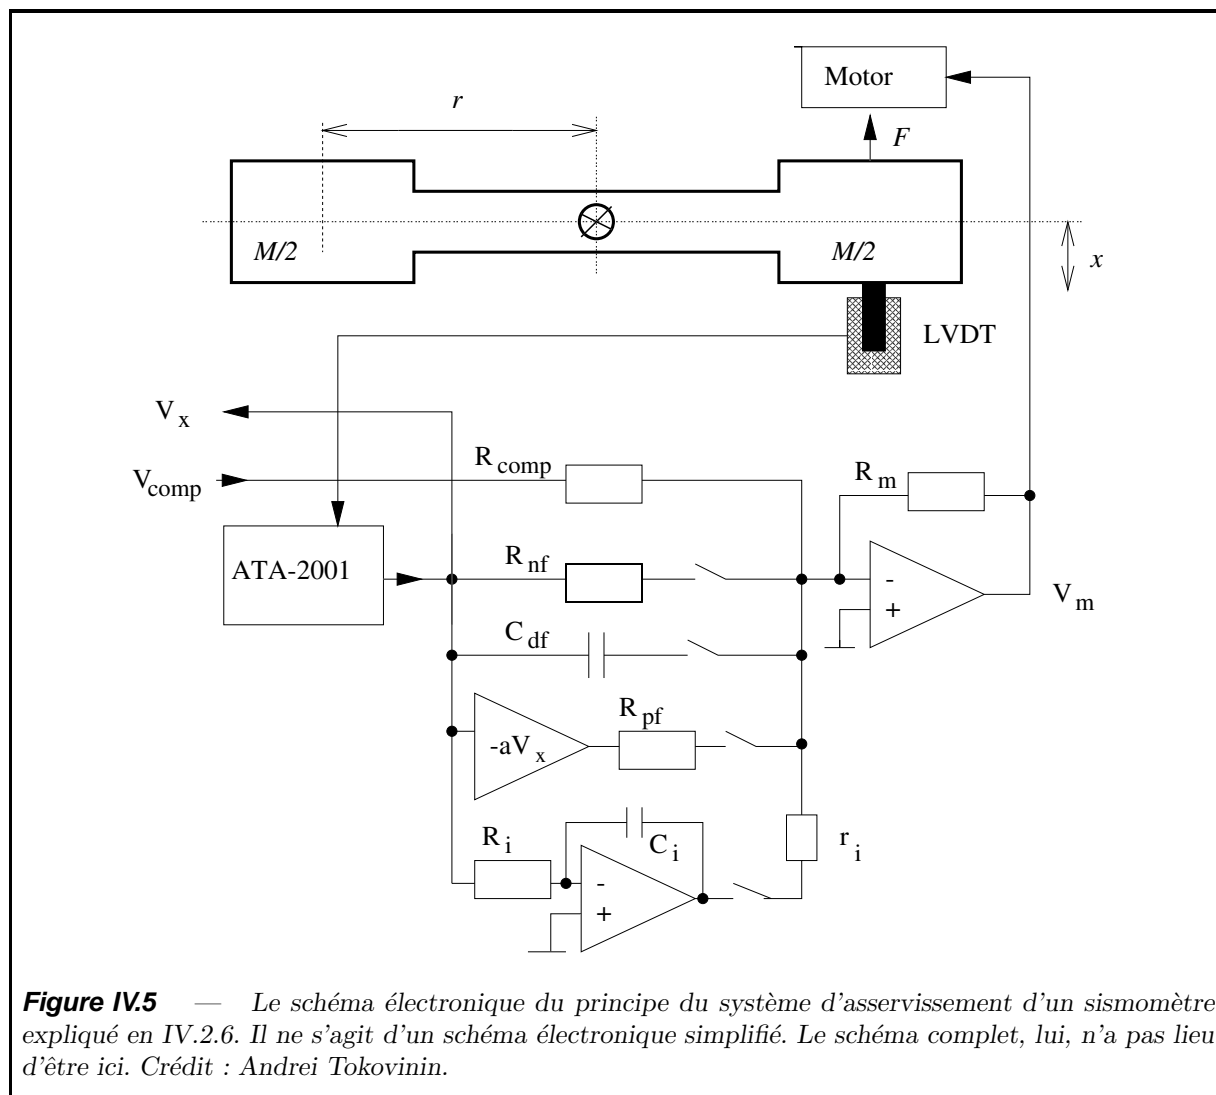 Motor
r
F
M/2
M/2
x
LVDT
V x
R comp
V comp
R m
ATA-2001
R nf
-
+
V m
C df
R pf
-aV x
R i
C i
r i
-
+
Figure IV.5 — Le schéma électronique du principe du système d'asservissement d'un sismomètre
expliqué en IV.2.6. Il ne s'agit d'un schéma électronique simplifié. Le schéma complet, lui, n'a pas lieu
d'être ici. Crédit : Andrei Tokovinin.